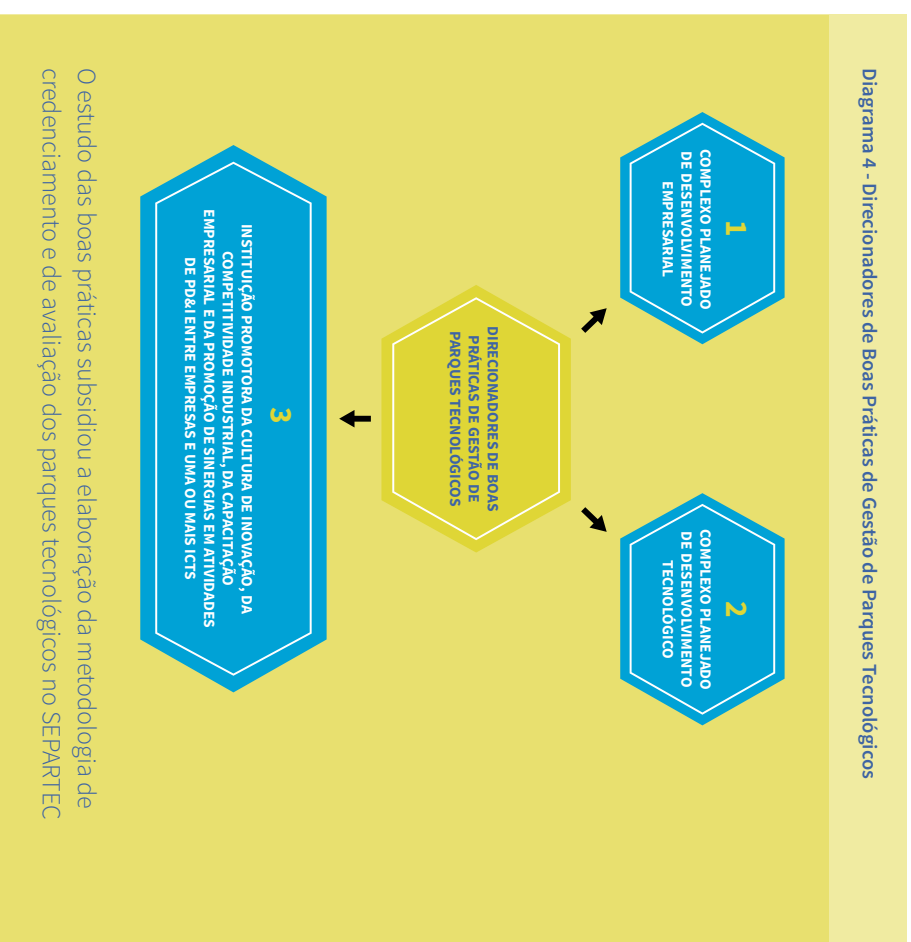 Diagrama 4 - Direcionadores de Boas Práticas de Gestão de Parques Tecnológicos
1
COMPLEXO PLANEJADO
DE DESENVOLVIMENTO
EMPRESARIAL
2
COMPLEXO PLANEJADO
DE DESENVOLVIMENTO
TECNOLÓGICO
DIRECIONADORES DE BOAS
PRÁTICAS DE GESTÃO DE
PARQUES TECNOLÓGICOS
3
INSTITUIÇÃO PROMOTORA DA CULTURA DE INOVAÇÃO, DA
COMPETITIVIDADE INDUSTRIAL, DA CAPACITAÇÃO
EMPRESARIAL E DA PROMOÇÃO DE SINERGIAS EM ATIVIDADES
DE PD&I ENTRE EMPRESAS E UMA OU MAIS ICTS
O estudo das boas práticas subsidiou a elaboração da metodologia de
credenciamento e de avaliação dos parques tecnológicos no SEPARTEC